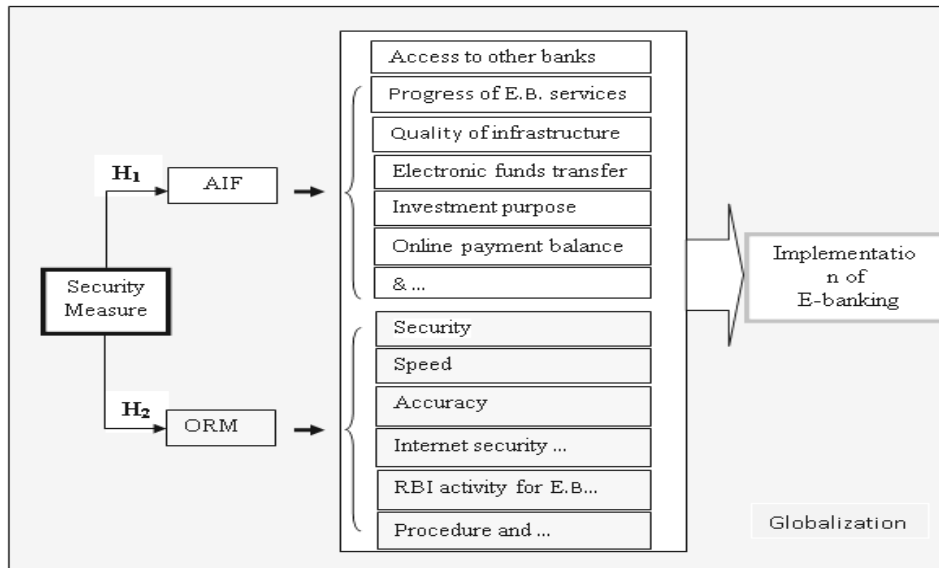 Access to other banks
Progress of E.B. services
Quality of infrastructure
Electronic funds transfer
Investment purpose
Online payment balance
& ...
H₁
AIF
Security
Measure
H₂
ORM
Security
Speed
Accuracy
Internet security ...
RBI activity for E.B...
Procedure and ...
Implementatio
n of
E-banking
Globalization